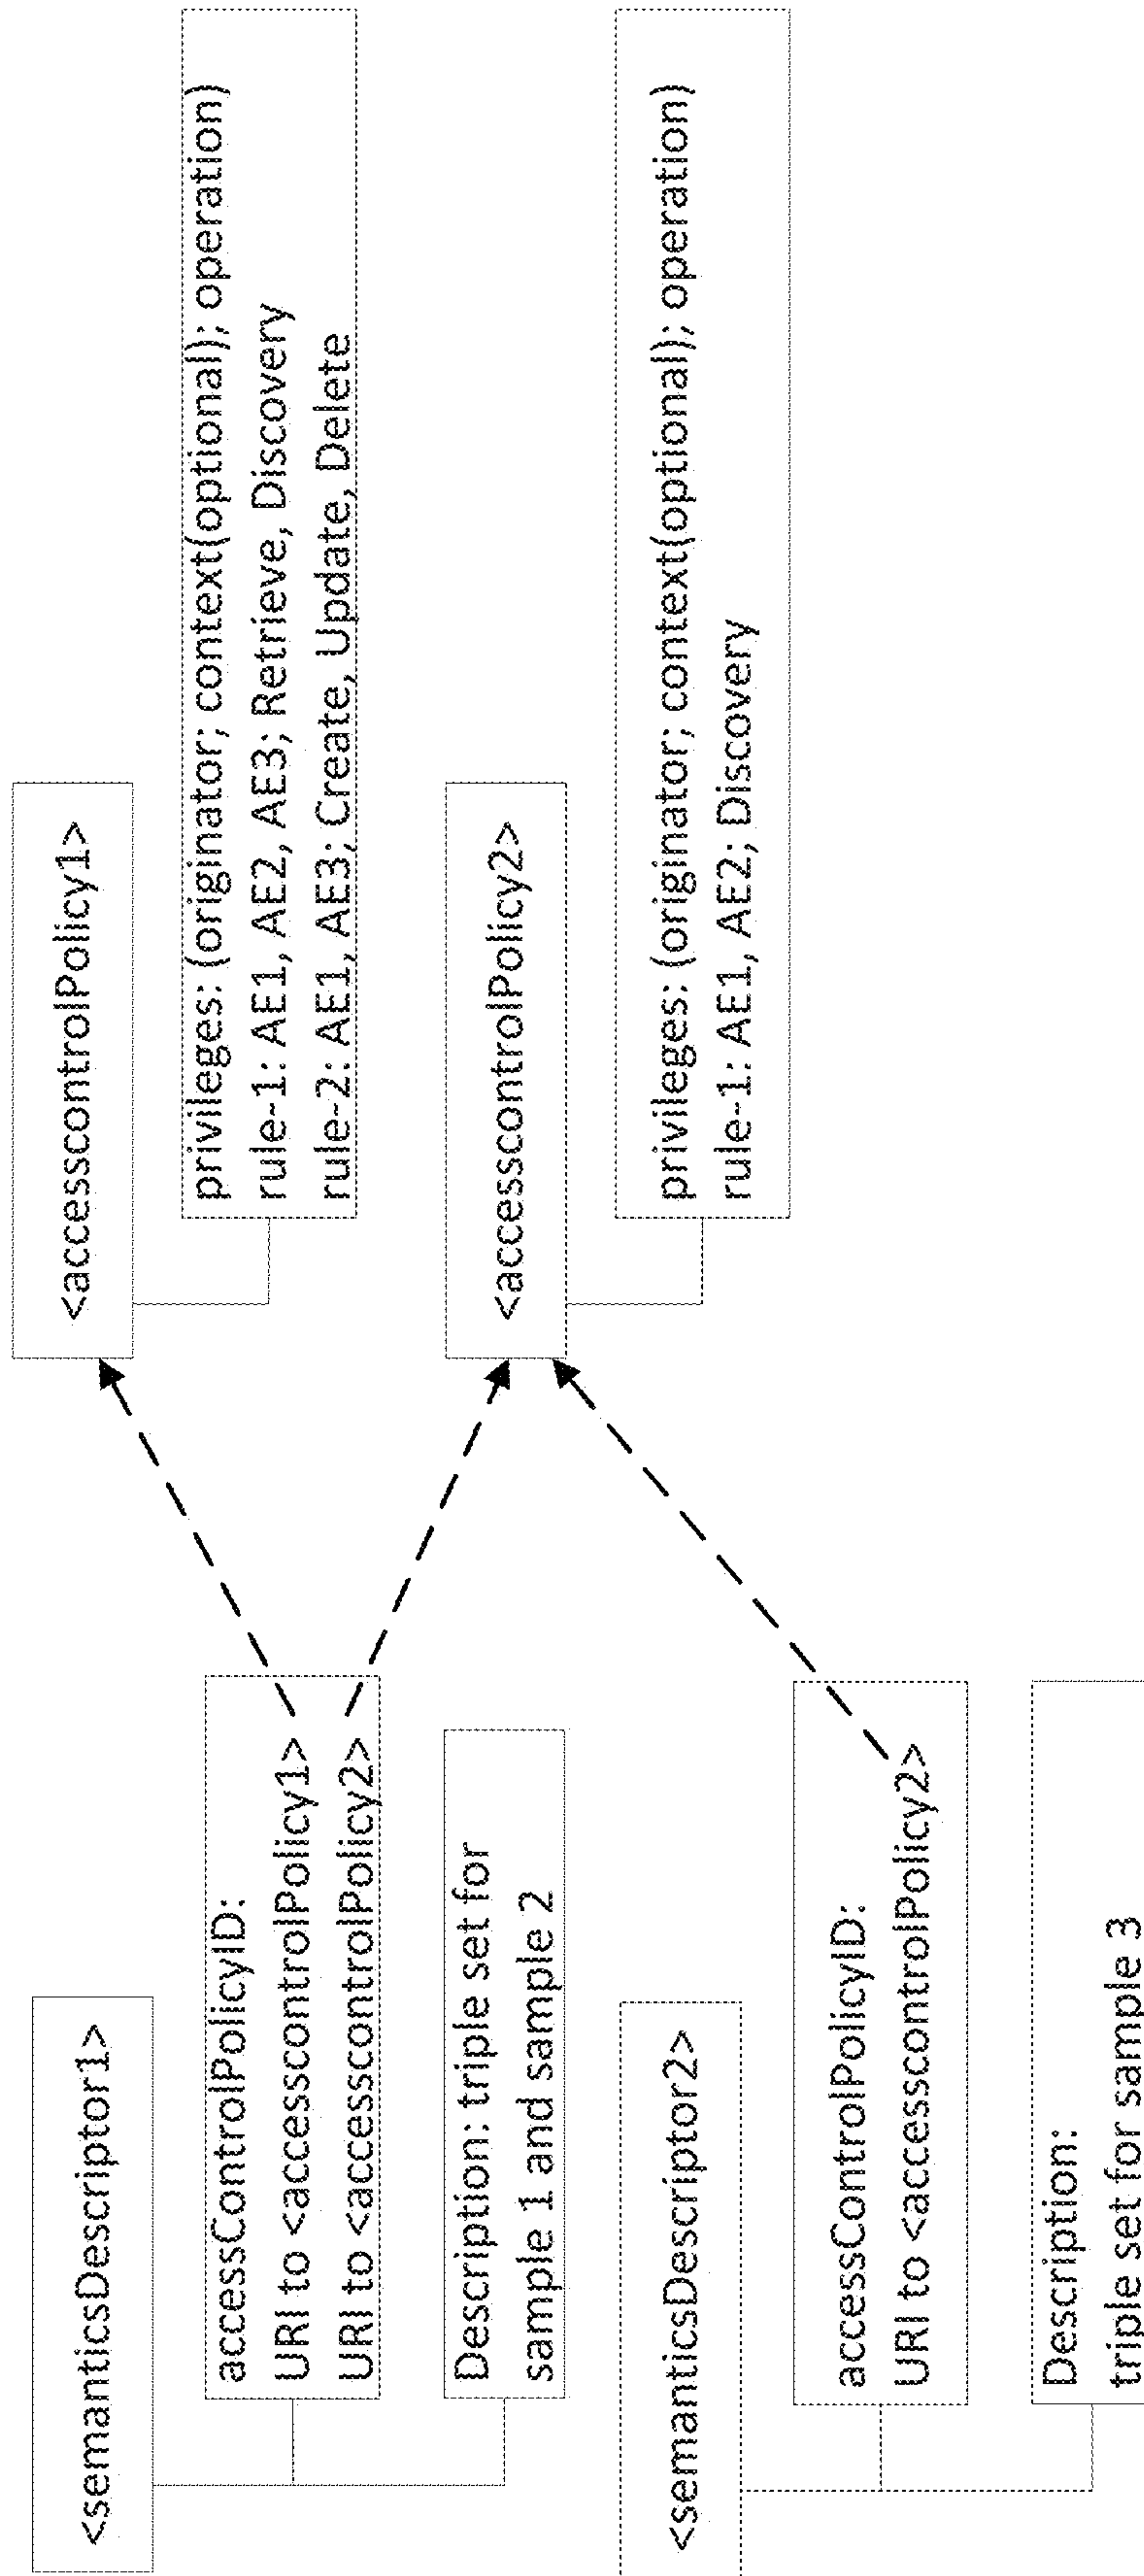 <semanticsDescriptor1>
accessControlPolicyID:
URI to <accesscontrolPolicy1>
URI to <accesscontrolPolicy2>
Description: triple set for
sample 1 and sample 2
<semanticsDescriptor2>
accessControlPolicyID:
URI to <accesscontrolPolicy2>
Description:
triple set for sample 3
<accesscontrolPolicy1>
privileges: (originator; context(optional); operation)
rule-1: AE1, AE2, AE3; Retrieve, Discovery
rule-2: AE1, AE3; Create, Update, Delete
<accesscontrolPolicy2>
privileges: (originator; context(optional); operation)
rule-1: AE1, AE2; Discovery